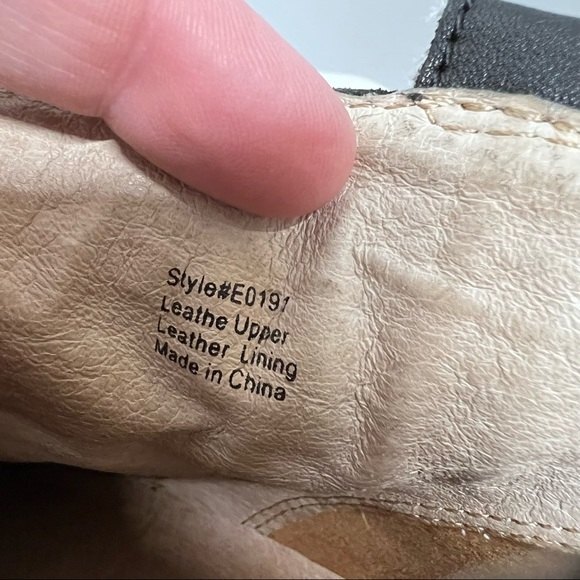 Style#E0191
Leathe Upper
Leather Lining
Made in China